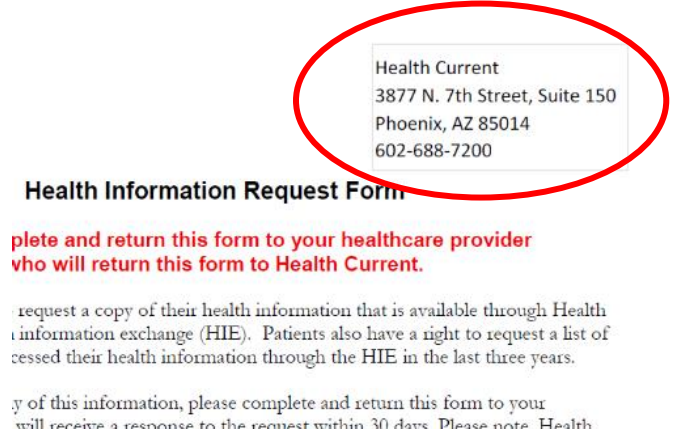 Health Current
3877 N. 7th Street, Suite 150
Phoenix, AZ 85014
602-688-7200
Health Information Request Form
plete and return this form to your healthcare provider
who will return this form to Health Current.
request a copy of their health information that is available through Health
information exchange (HIE). Patients also have a right to request a list of
cessed their health information through the HIE in the last three years.
y of this information, please complete and return this form to your
will receive a response to the request within 30 days. Please note, Health